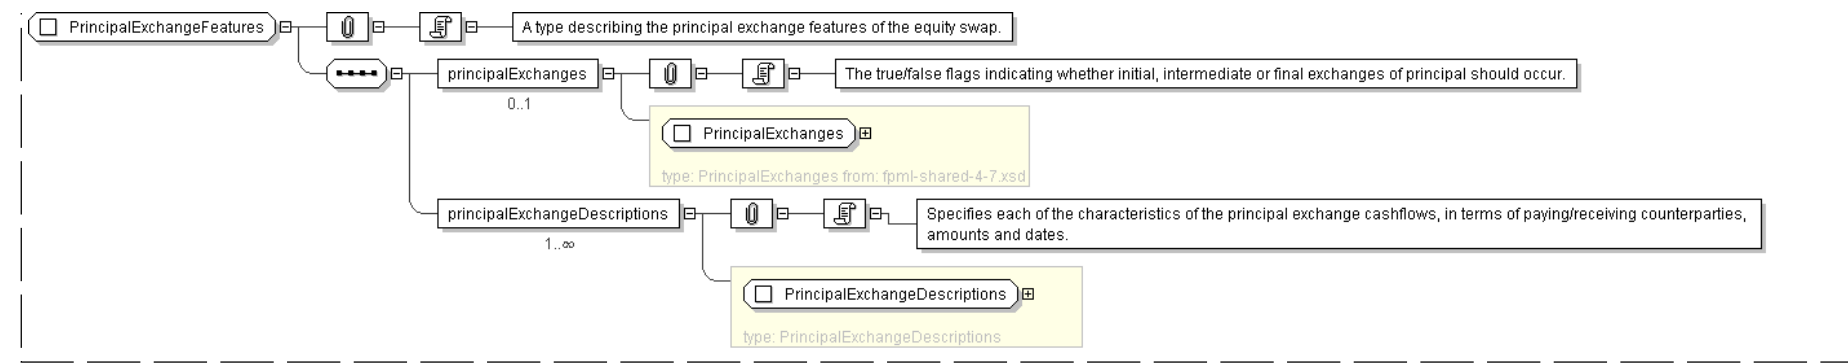 PrincipalExchangeFeatures
A type describing the principal exchange features of the equity swap.
principalExchanges
The true/false flags indicating whether initial, intermediate or final exchanges of principal should occur.
0..1
PrincipalExchanges
type: PrincipalExchanges from: fpml-shared-4-7.xsd
principalExchangeDescriptions
Specifies each of the characteristics of the principal exchange cashflows, in terms of paying/receiving counterparties,
amounts and dates.
1..∞
PrincipalExchangeDescriptions
type: PrincipalExchangeDescriptions